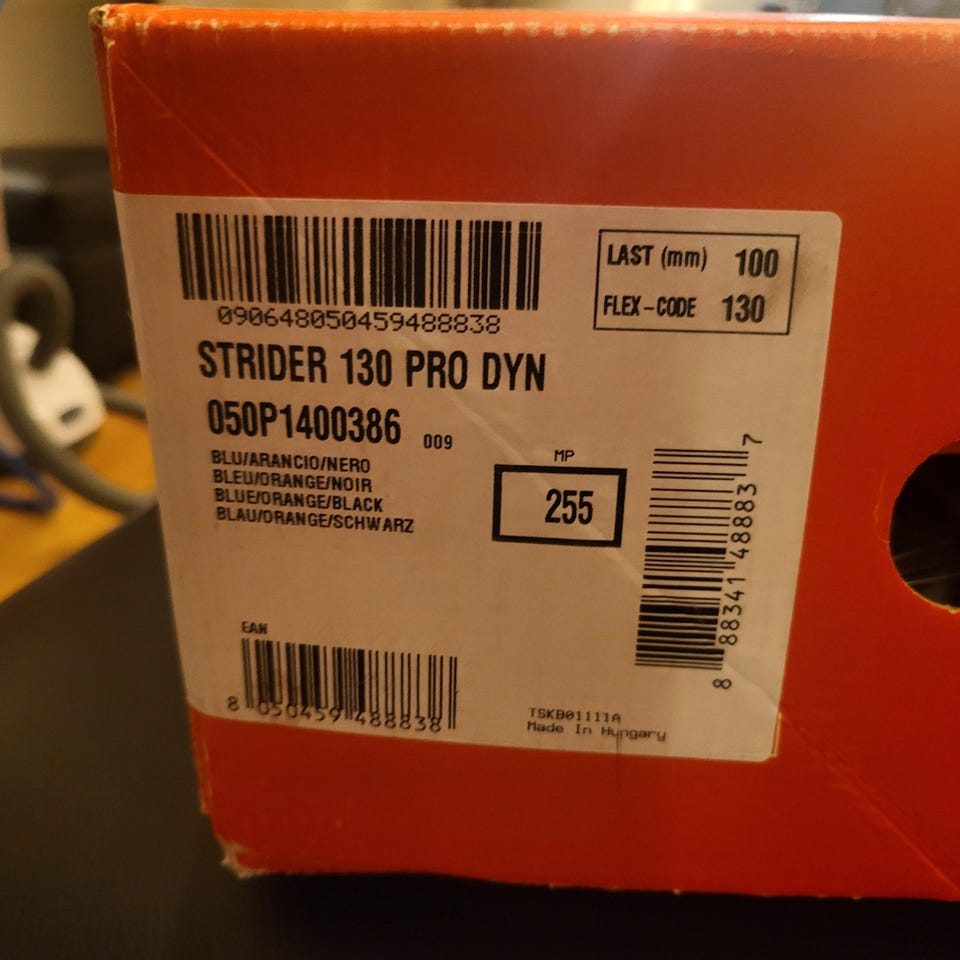 090648050459488838
LAST (mm) 100
FLEX-CODE 130
STRIDER 130 PRO DYN
050P1400386 009
BLU/ARANCIO/NERO
BLEU/ORANGE/NOIR
BLUE/ORANGE/BLACK
BLAU/ORANGE/SCHWARZ
MP
255
8 88341 48883 7
EAN
8 050459 488838
TSKB01111A
Made In Hungary